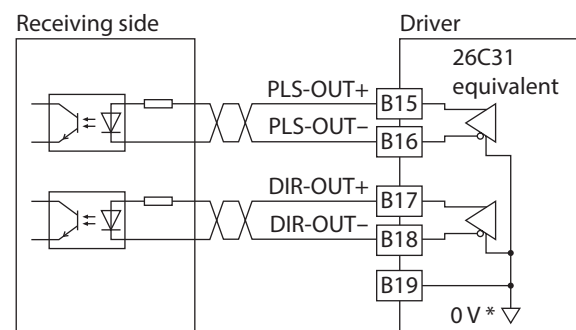 Receiving side
Driver
26C31
equivalent
PLS-OUT+
B15
PLS-OUT−
B16
DIR-OUT+
B17
DIR-OUT−
B18
B19
0 V *